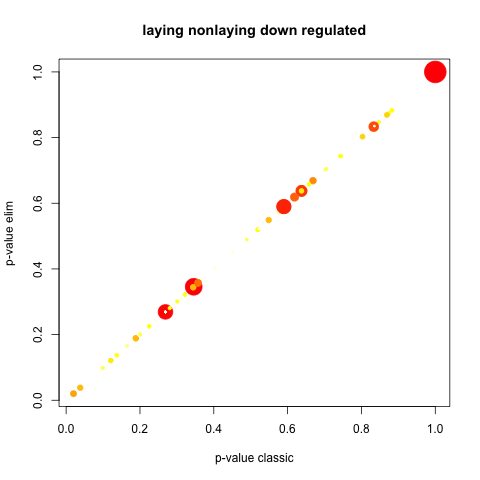 laying nonlaying down regulated
p-value elim
1.0
0.8
0.6
0.4
0.2
0.0
0.0 0.2 0.4 0.6 0.8 1.0
p-value classic